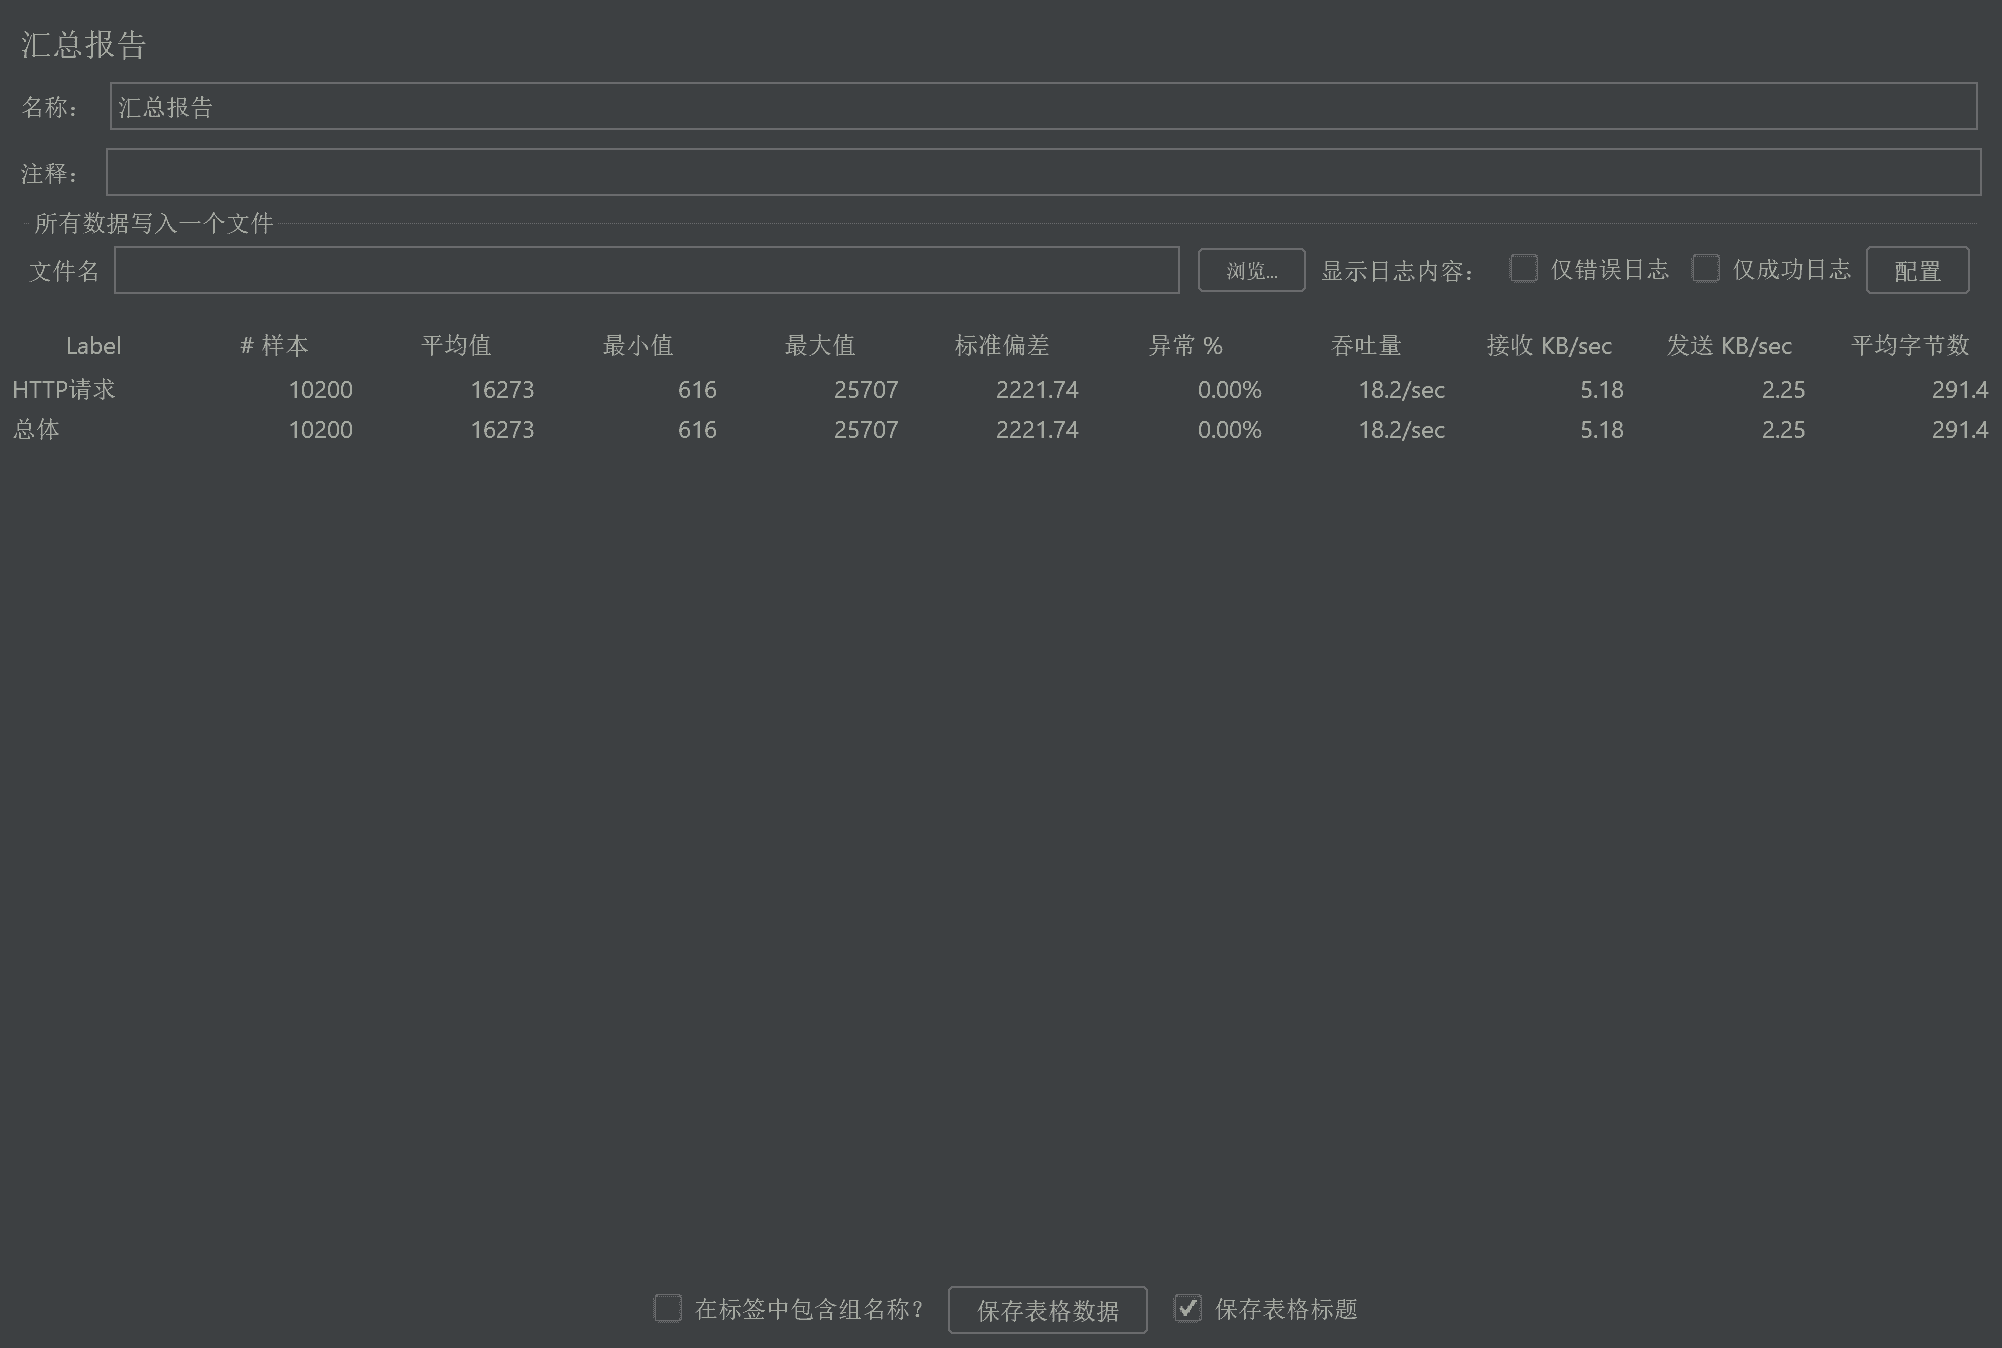 汇总报告
名称： 汇总报告
注释：
所有数据写入一个文件
文件名 浏览... 显示日志内容： 仅错误日志 仅成功日志 配置
Label # 样本 平均值 最小值 最大值 标准偏差 异常 % 吞吐量 接收 KB/sec 发送 KB/sec 平均字节数
HTTP请求 10200 16273 616 25707 2221.74 0.00% 18.2/sec 5.18 2.25 291.4
总体 10200 16273 616 25707 2221.74 0.00% 18.2/sec 5.18 2.25 291.4
在标签中包含组名称？ 保存表格数据 保存表格标题